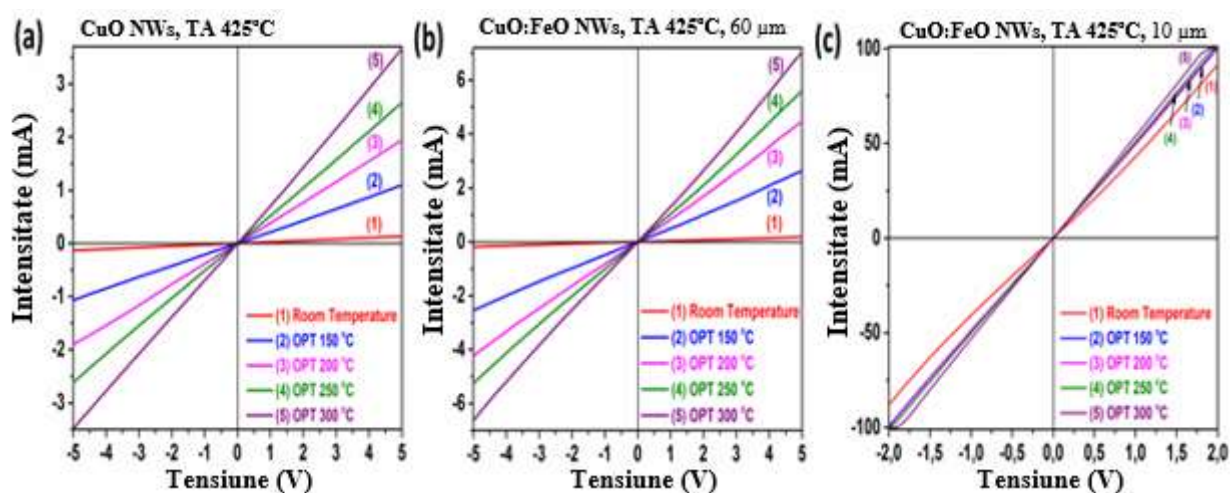 (a) CuO NWs, TA 425ºC
Intensitate (mA)
3
2
1
0
-1
-2
-3
(5)
(4)
(3)
(2)
(1)
(1) Room Temperature
(2) OPT 150 °C
(3) OPT 200 °C
(4) OPT 250 °C
(5) OPT 300 °C
-5 -4 -3 -2 -1 0 1 2 3 4 5
Tensiune (V)
(b) CuO:FeO NWs, TA 425ºC, 60 µm
Intensitate (mA)
6
4
2
0
-2
-4
-6
(5)
(4)
(3)
(2)
(1)
(1) Room Temperature
(2) OPT 150 °C
(3) OPT 200 °C
(4) OPT 250 °C
(5) OPT 300 °C
-5 -4 -3 -2 -1 0 1 2 3 4 5
Tensiune (V)
(c) CuO:FeO NWs, TA 425ºC, 10 µm
Intensitate (mA)
100
50
0
-50
-100
(5)
(1)
(2)
(3)
(4)
(1) Room Temperature
(2) OPT 150 °C
(3) OPT 200 °C
(4) OPT 250 °C
(5) OPT 300 °C
-2,0 -1,5 -1,0 -0,5 0,0 0,5 1,0 1,5 2,0
Tensiune (V)